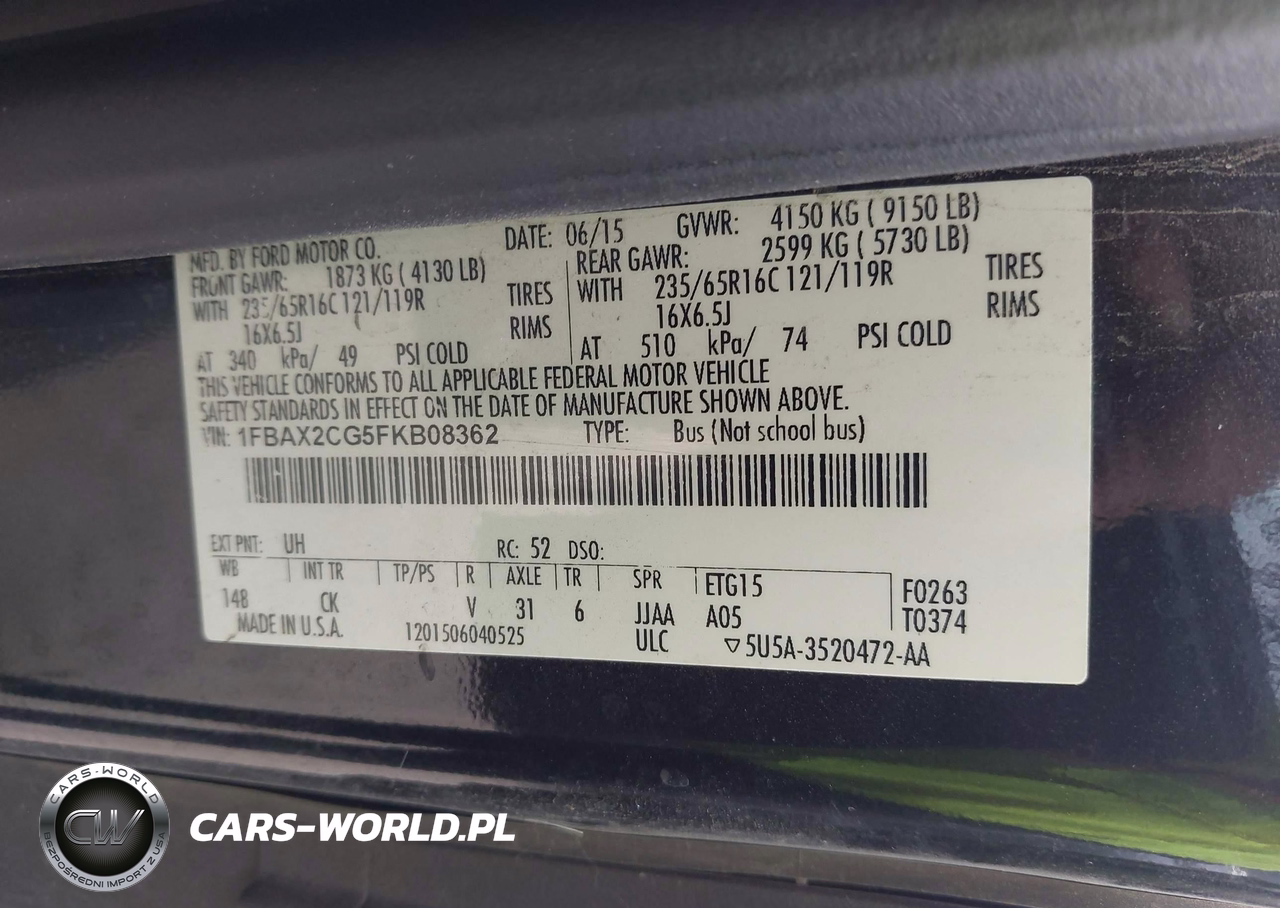 MFD. BY FORD MOTOR CO. DATE: 06/15 GVWR: 4150 KG ( 9150 LB)
FRONT GAWR: 1873 KG ( 4130 LB) REAR GAWR: 2599 KG ( 5730 LB)
WITH 235/65R16C 121/119R TIRES WITH 235/65R16C 121/119R TIRES
16X6.5J RIMS 16X6.5J RIMS
AT 340 kPa/ 49 PSI COLD AT 510 kPa/ 74 PSI COLD
THIS VEHICLE CONFORMS TO ALL APPLICABLE FEDERAL MOTOR VEHICLE
SAFETY STANDARDS IN EFFECT ON THE DATE OF MANUFACTURE SHOWN ABOVE.
VIN: 1FBAX2CG5FKB08362 TYPE: Bus (Not school bus)
EXT PNT: UH RC: 52 DSO:
WB INT TR TP/PS R AXLE TR SPR ETG15 F0263
148 CK V 31 6 JJAA A05 T0374
MADE IN U.S.A. 1201506040525 ULC ▽5U5A-3520472-AA
CARS-WORLD
CW
BEZPOŚREDNI IMPORT Z USA
CARS-WORLD.PL